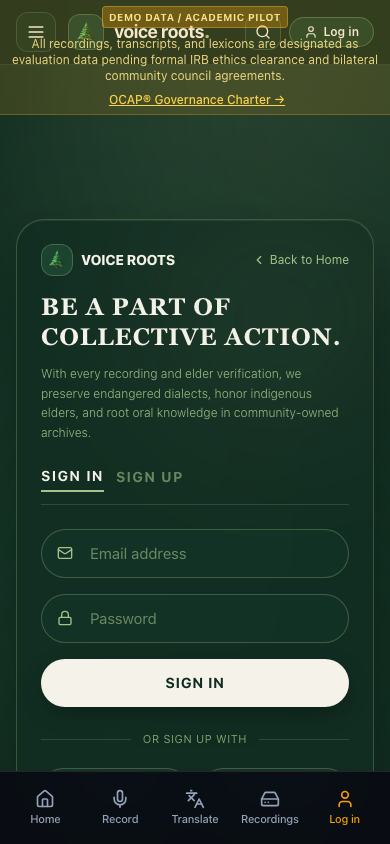 DEMO DATA / ACADEMIC PILOT
voice roots.
Log in
All recordings, transcripts, and lexicons are designated as
evaluation data pending formal IRB ethics clearance and bilateral
community council agreements.
OCAP® Governance Charter →
VOICE ROOTS
Back to Home
BE A PART OF
COLLECTIVE ACTION.
With every recording and elder verification, we
preserve endangered dialects, honor indigenous
elders, and root oral knowledge in community-owned
archives.
SIGN IN
SIGN UP
Email address
Password
SIGN IN
OR SIGN UP WITH
Home
Record
Translate
Recordings
Log in